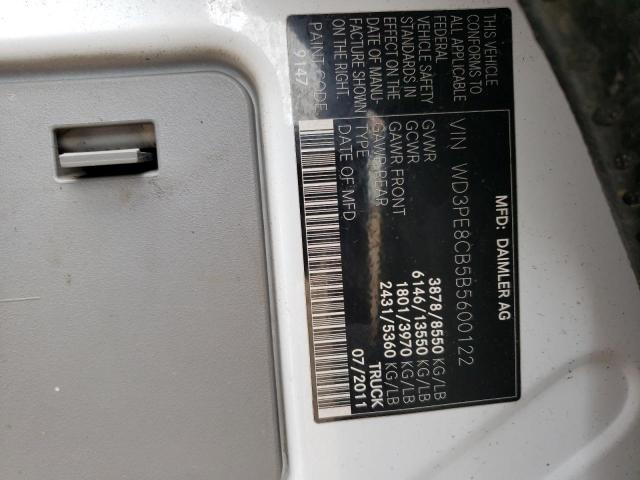 MFD: DAIMLER AG
VIN WD3PE8CB5B5600122
GVWR 3878/8550 KG/LB
GCWR 6146/13550 KG/LB
GAWR FRONT 1801/3970 KG/LB
GAWR REAR 2431/5360 KG/LB
TYPE TRUCK
DATE OF MFD 07/2011
THIS VEHICLE
CONFORMS TO
ALL APPLICABLE
FEDERAL
VEHICLE SAFETY
STANDARDS IN
EFFECT ON THE
DATE OF MANU-
FACTURE SHOWN
ON THE RIGHT.
PAINT CODE
9147